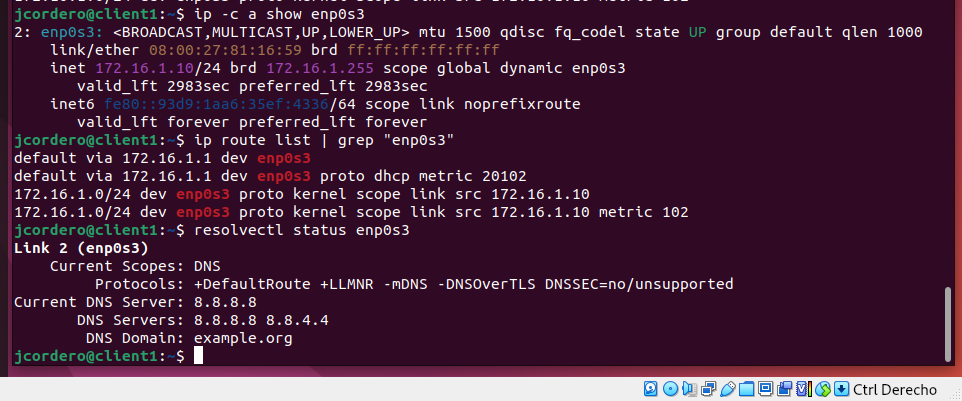 jcordero@client1:~$ ip -c a show enp0s3
2: enp0s3: <BROADCAST,MULTICAST,UP,LOWER_UP> mtu 1500 qdisc fq_codel state UP group default qlen 1000
    link/ether 08:00:27:81:16:59 brd ff:ff:ff:ff:ff:ff
    inet 172.16.1.10/24 brd 172.16.1.255 scope global dynamic enp0s3
       valid_lft 2983sec preferred_lft 2983sec
    inet6 fe80::93d9:1aa6:35ef:4336/64 scope link noprefixroute
       valid_lft forever preferred_lft forever
jcordero@client1:~$ ip route list | grep "enp0s3"
default via 172.16.1.1 dev enp0s3
default via 172.16.1.1 dev enp0s3 proto dhcp metric 20102
172.16.1.0/24 dev enp0s3 proto kernel scope link src 172.16.1.10
172.16.1.0/24 dev enp0s3 proto kernel scope link src 172.16.1.10 metric 102
jcordero@client1:~$ resolvectl status enp0s3
Link 2 (enp0s3)
    Current Scopes: DNS
         Protocols: +DefaultRoute +LLMNR -mDNS -DNSOverTLS DNSSEC=no/unsupported
Current DNS Server: 8.8.8.8
       DNS Servers: 8.8.8.8 8.8.4.4
        DNS Domain: example.org
jcordero@client1:~$
Ctrl Derecho